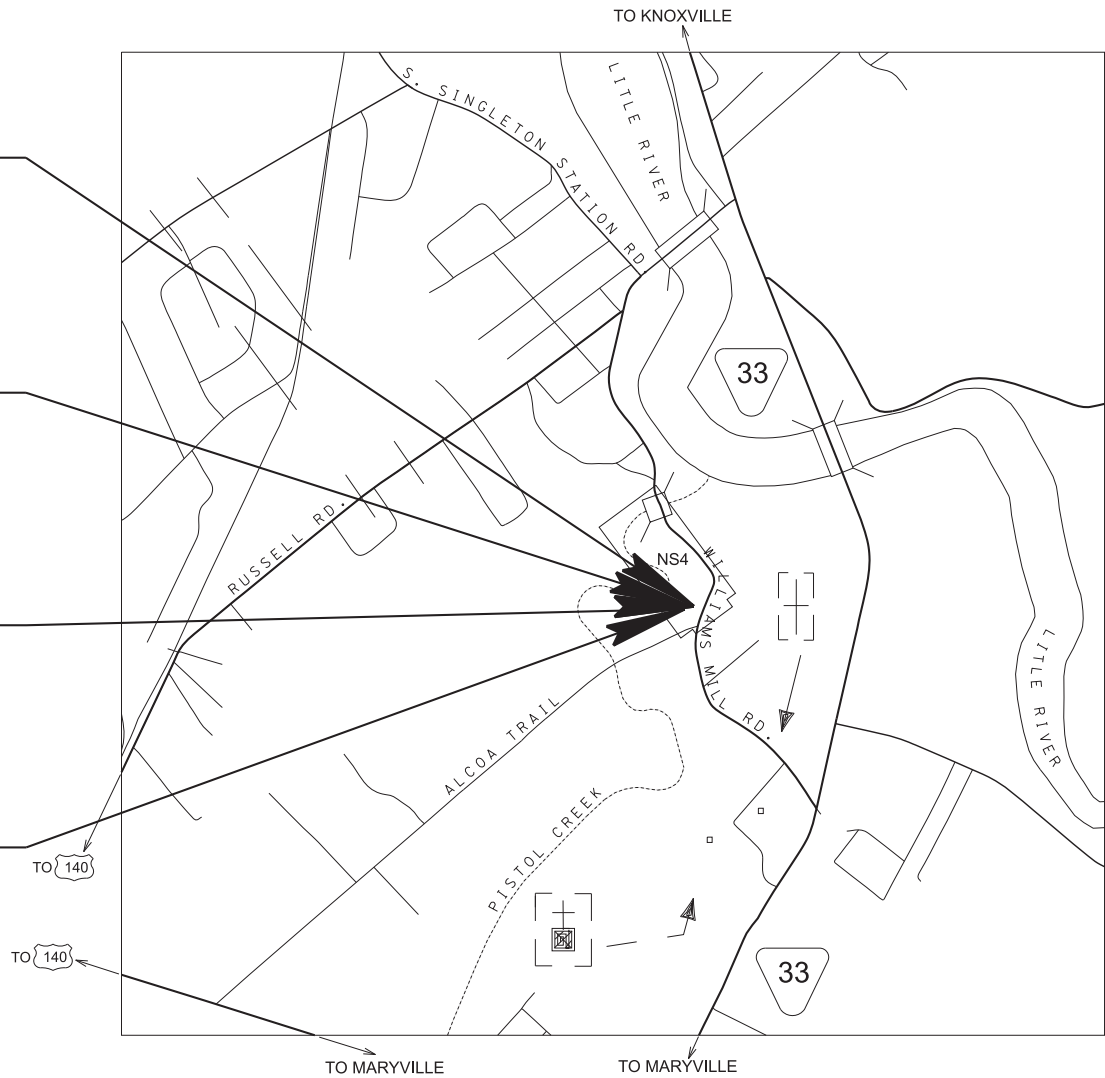 TO KNOXVILLE
S. SINGLETON STATION RD
LITLE RIVER
33
RUSSELL RD.
NS4
WILLIAMS MILL RD.
LITLE RIVER
ALCOA TRAIL
PISTOL CREEK
TO 140
TO 140
33
TO MARYVILLE
TO MARYVILLE